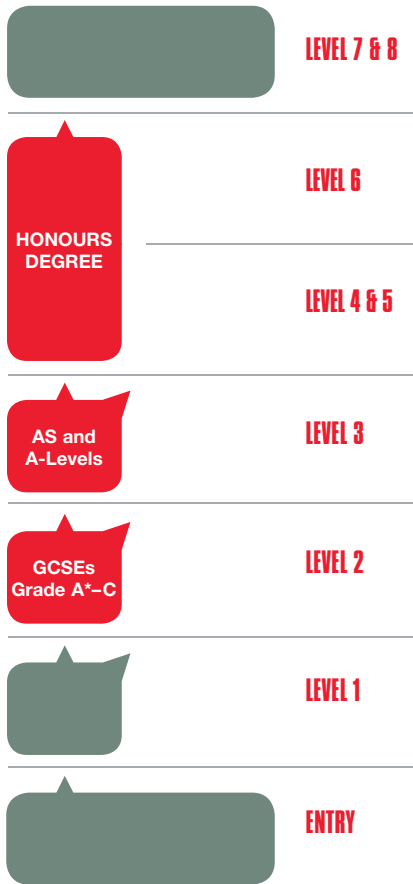 LEVEL 7 & 8
LEVEL 6
HONOURS
DEGREE
LEVEL 4 & 5
AS and
A-Levels
LEVEL 3
GCSEs
Grade A*–C
LEVEL 2
LEVEL 1
ENTRY